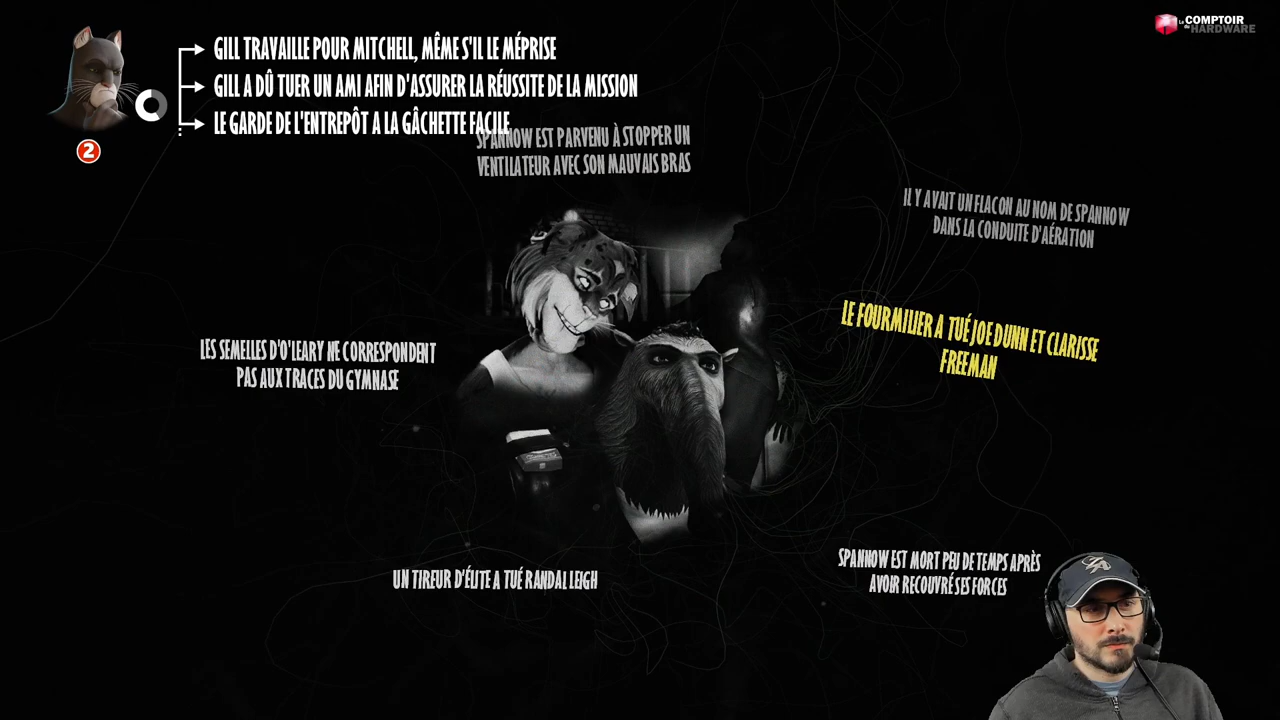 Le COMPTOIR
du HARDWARE
GILL TRAVAILLE POUR MITCHELL, MÊME S'IL LE MÉPRISE
GILL A DÛ TUER UN AMI AFIN D'ASSURER LA RÉUSSITE DE LA MISSION
LE GARDE DE L'ENTREPÔT A LA GÂCHETTE FACILE
2
SPANNOW EST PARVENU À STOPPER UN
VENTILATEUR AVEC SON MAUVAIS BRAS
IL Y AVAIT UN FLACON AU NOM DE SPANNOW
DANS LA CONDUITE D'AÉRATION
LE FOURMILIER A TUÉ JOE DUNN ET CLARISSE
FREEMAN
LES SEMELLES D'O'LEARY NE CORRESPONDENT
PAS AUX TRACES DU GYMNASE
SPANNOW EST MORT PEU DE TEMPS APRÈS
AVOIR RECOUVRÉ SES FORCES
UN TIREUR D'ÉLITE A TUÉ RANDAL LEIGH